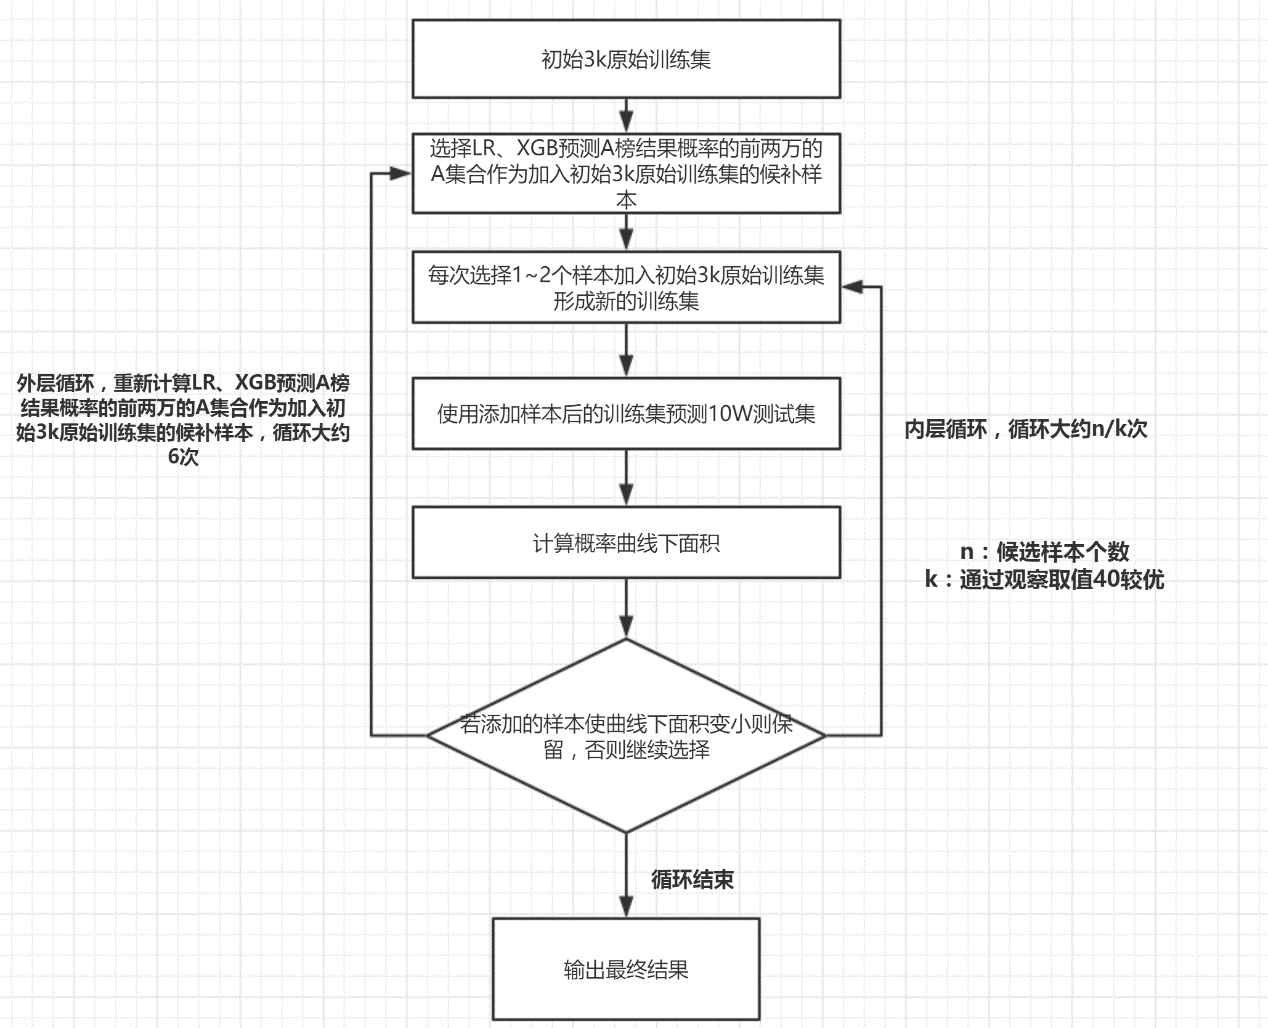 初始3k原始训练集
选择LR、XGB预测A榜结果概率的前两万的
A集合作为加入初始3k原始训练集的候补样
本
每次选择1~2个样本加入初始3k原始训练集
形成新的训练集
外层循环，重新计算LR、XGB预测A榜
结果概率的前两万的A集合作为加入初
始3k原始训练集的候补样本，循环大约
6次
使用添加样本后的训练集预测10W测试集
内层循环，循环大约n/k次
计算概率曲线下面积
n：候选样本个数
k：通过观察取值40较优
若添加的样本使曲线下面积变小则保
留，否则继续选择
循环结束
输出最终结果